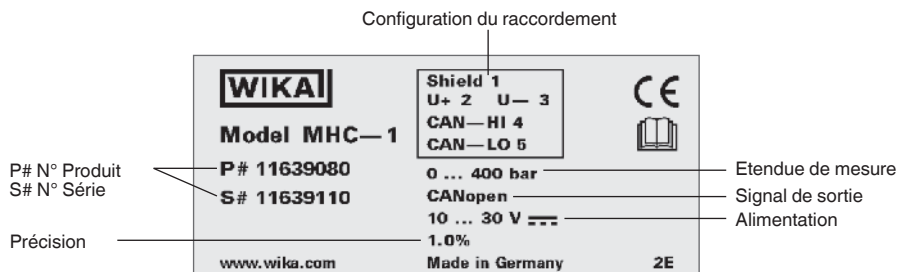 Configuration du raccordement
WIKA
Model MHC—1
P# 11639080
S# 11639110
Shield 1
U+ 2 U— 3
CAN—HI 4
CAN—LO 5
0 ... 400 bar
CANopen
10 ... 30 V
1.0%
CE
P# N° Produit
S# N° Série
Précision
Etendue de mesure
Signal de sortie
Alimentation
www.wika.com
Made in Germany
2E